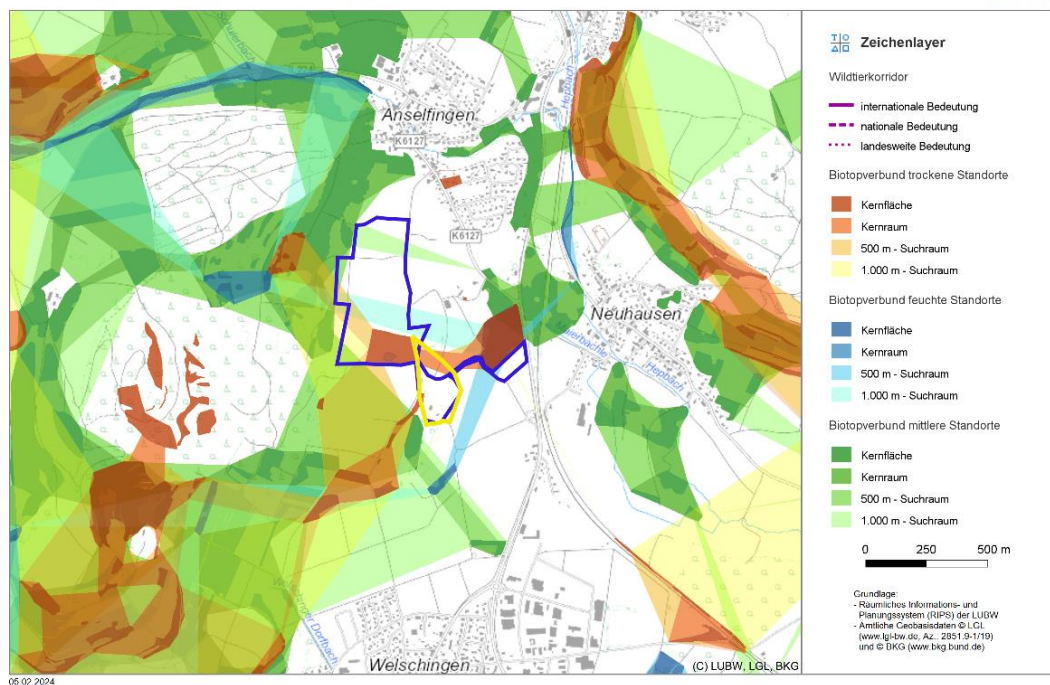 Anselfingen
K6127
K6127
Hepbach
Neuhausen
Hepbach
Welschingen
(C) LUBW, LGL, BKG
05.02.2024
Zeichenlayer
Wildtierkorridor
internationale Bedeutung
nationale Bedeutung
landesweite Bedeutung
Biotopverbund trockene Standorte
Kernfläche
Kernraum
500 m - Suchraum
1.000 m - Suchraum
Biotopverbund feuchte Standorte
Kernfläche
Kernraum
500 m - Suchraum
1.000 m - Suchraum
Biotopverbund mittlere Standorte
Kernfläche
Kernraum
500 m - Suchraum
1.000 m - Suchraum
0 250 500 m
Grundlage:
- Räumliches Informations- und
Planungssystem (RIPS) der LUBW
- Amtliche Geobasisdaten © LGL
(www.lgl-bw.de, Az.: 2851.9-1/19)
und © BKG (www.bkg.bund.de)